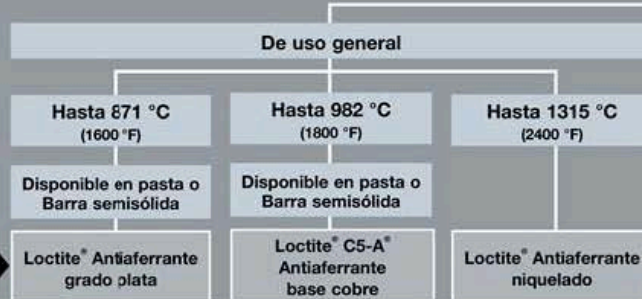 De uso general
Hasta 871 °C
(1600 °F)
Hasta 982 °C
(1800 °F)
Hasta 1315 °C
(2400 °F)
Disponible en pasta o
Barra semisólida
Disponible en pasta o
Barra semisólida
Loctite® Antiaferrante
grado plata
Loctite® C5-A®
Antiaferrante
base cobre
Loctite® Antiaferrante
niquelado